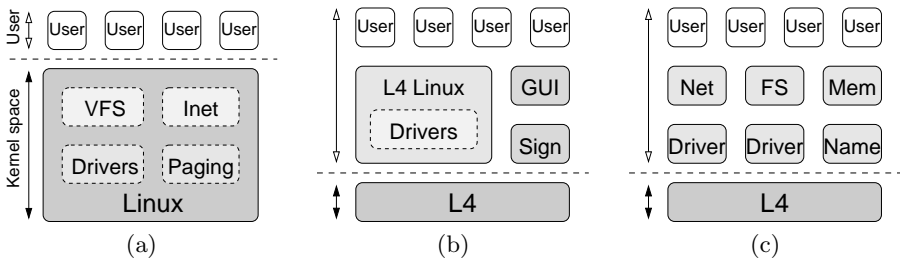 User
User User User User
Kernel space
VFS Inet
Drivers Paging
Linux
(a)
User User User User
L4 Linux
Drivers
GUI
Sign
L4
(b)
User User User User
Net FS Mem
Driver Driver Name
L4
(c)